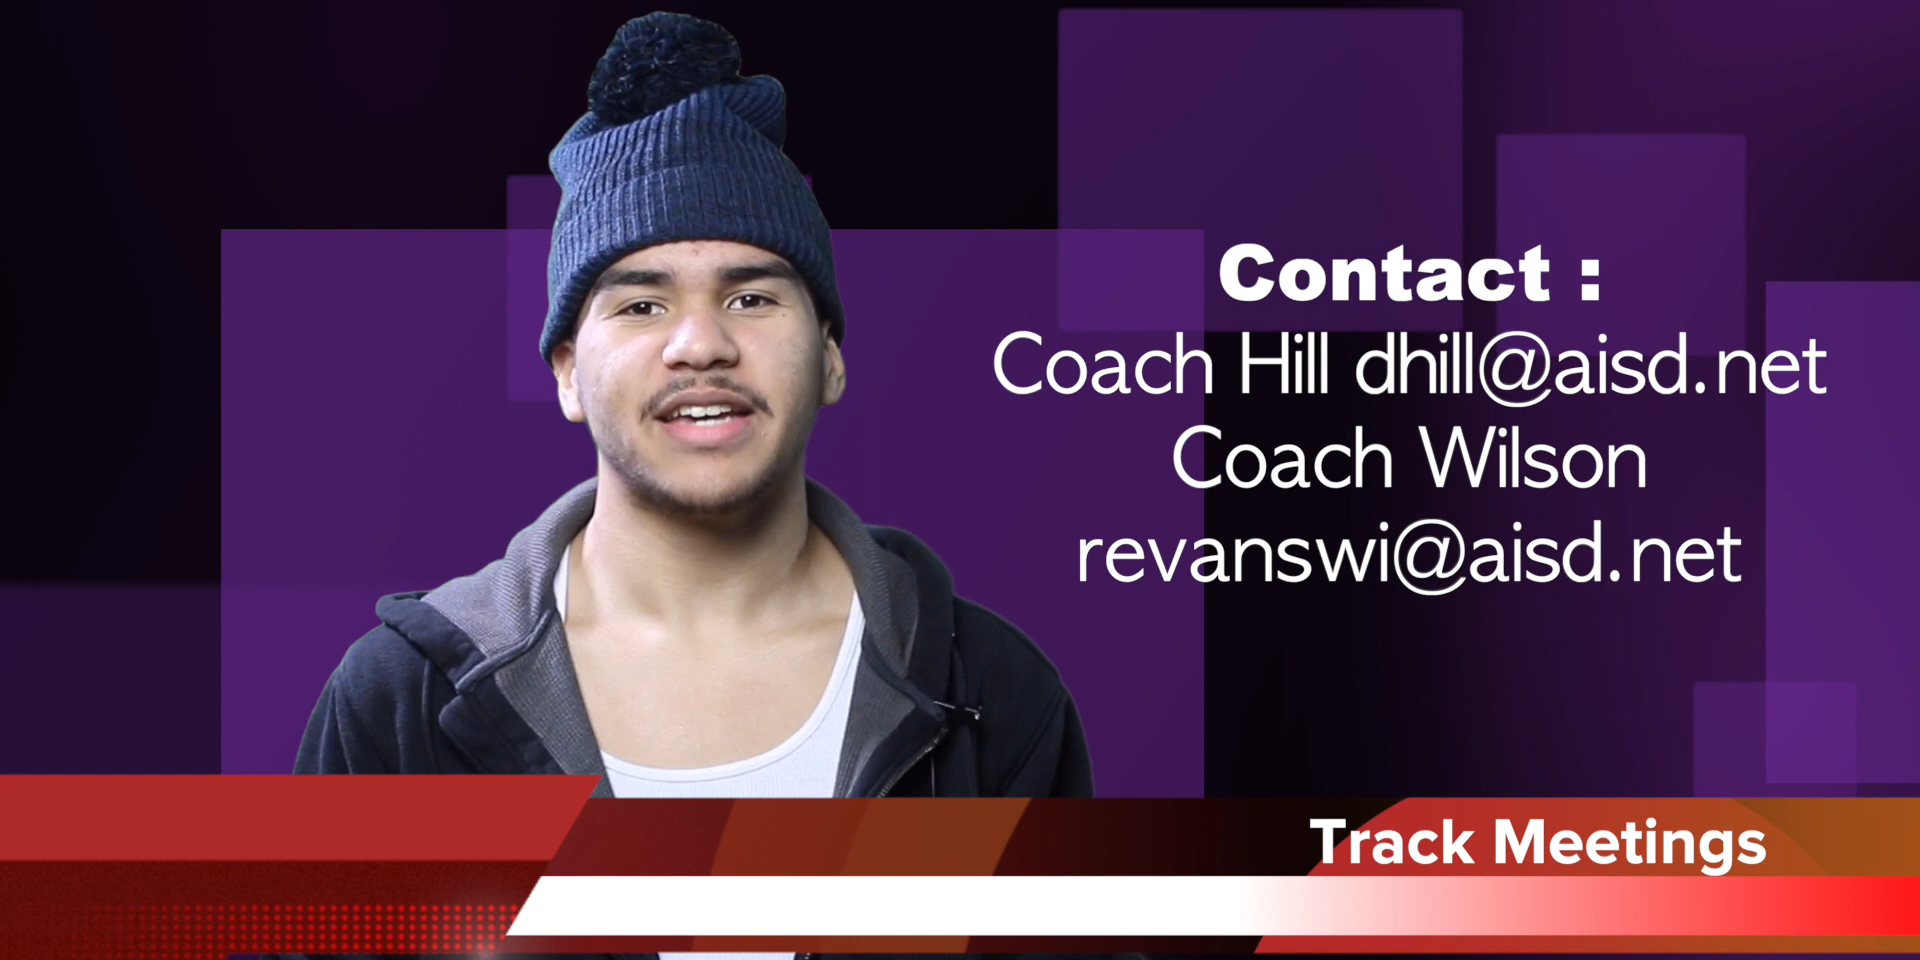 Contact :
Coach Hill dhill@aisd.net
Coach Wilson
revanswi@aisd.net
Track Meetings